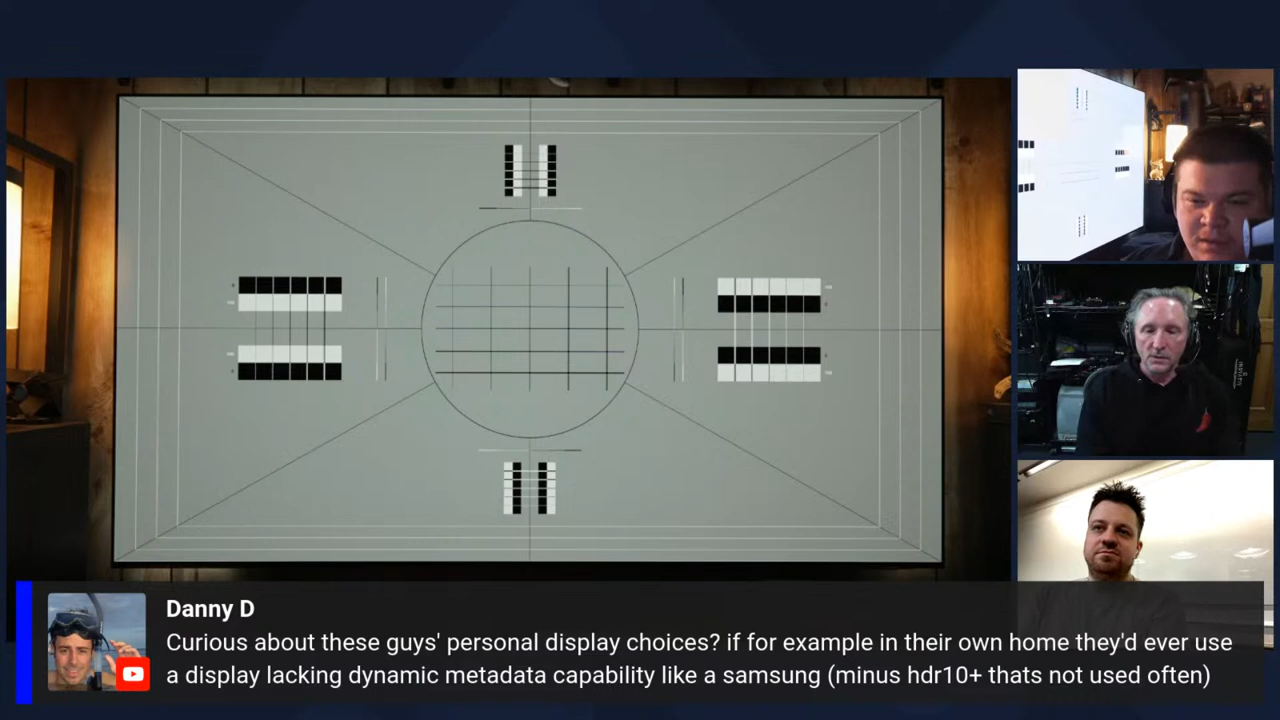 Danny D
Curious about these guys' personal display choices? if for example in their own home they'd ever use
a display lacking dynamic metadata capability like a samsung (minus hdr10+ thats not used often)